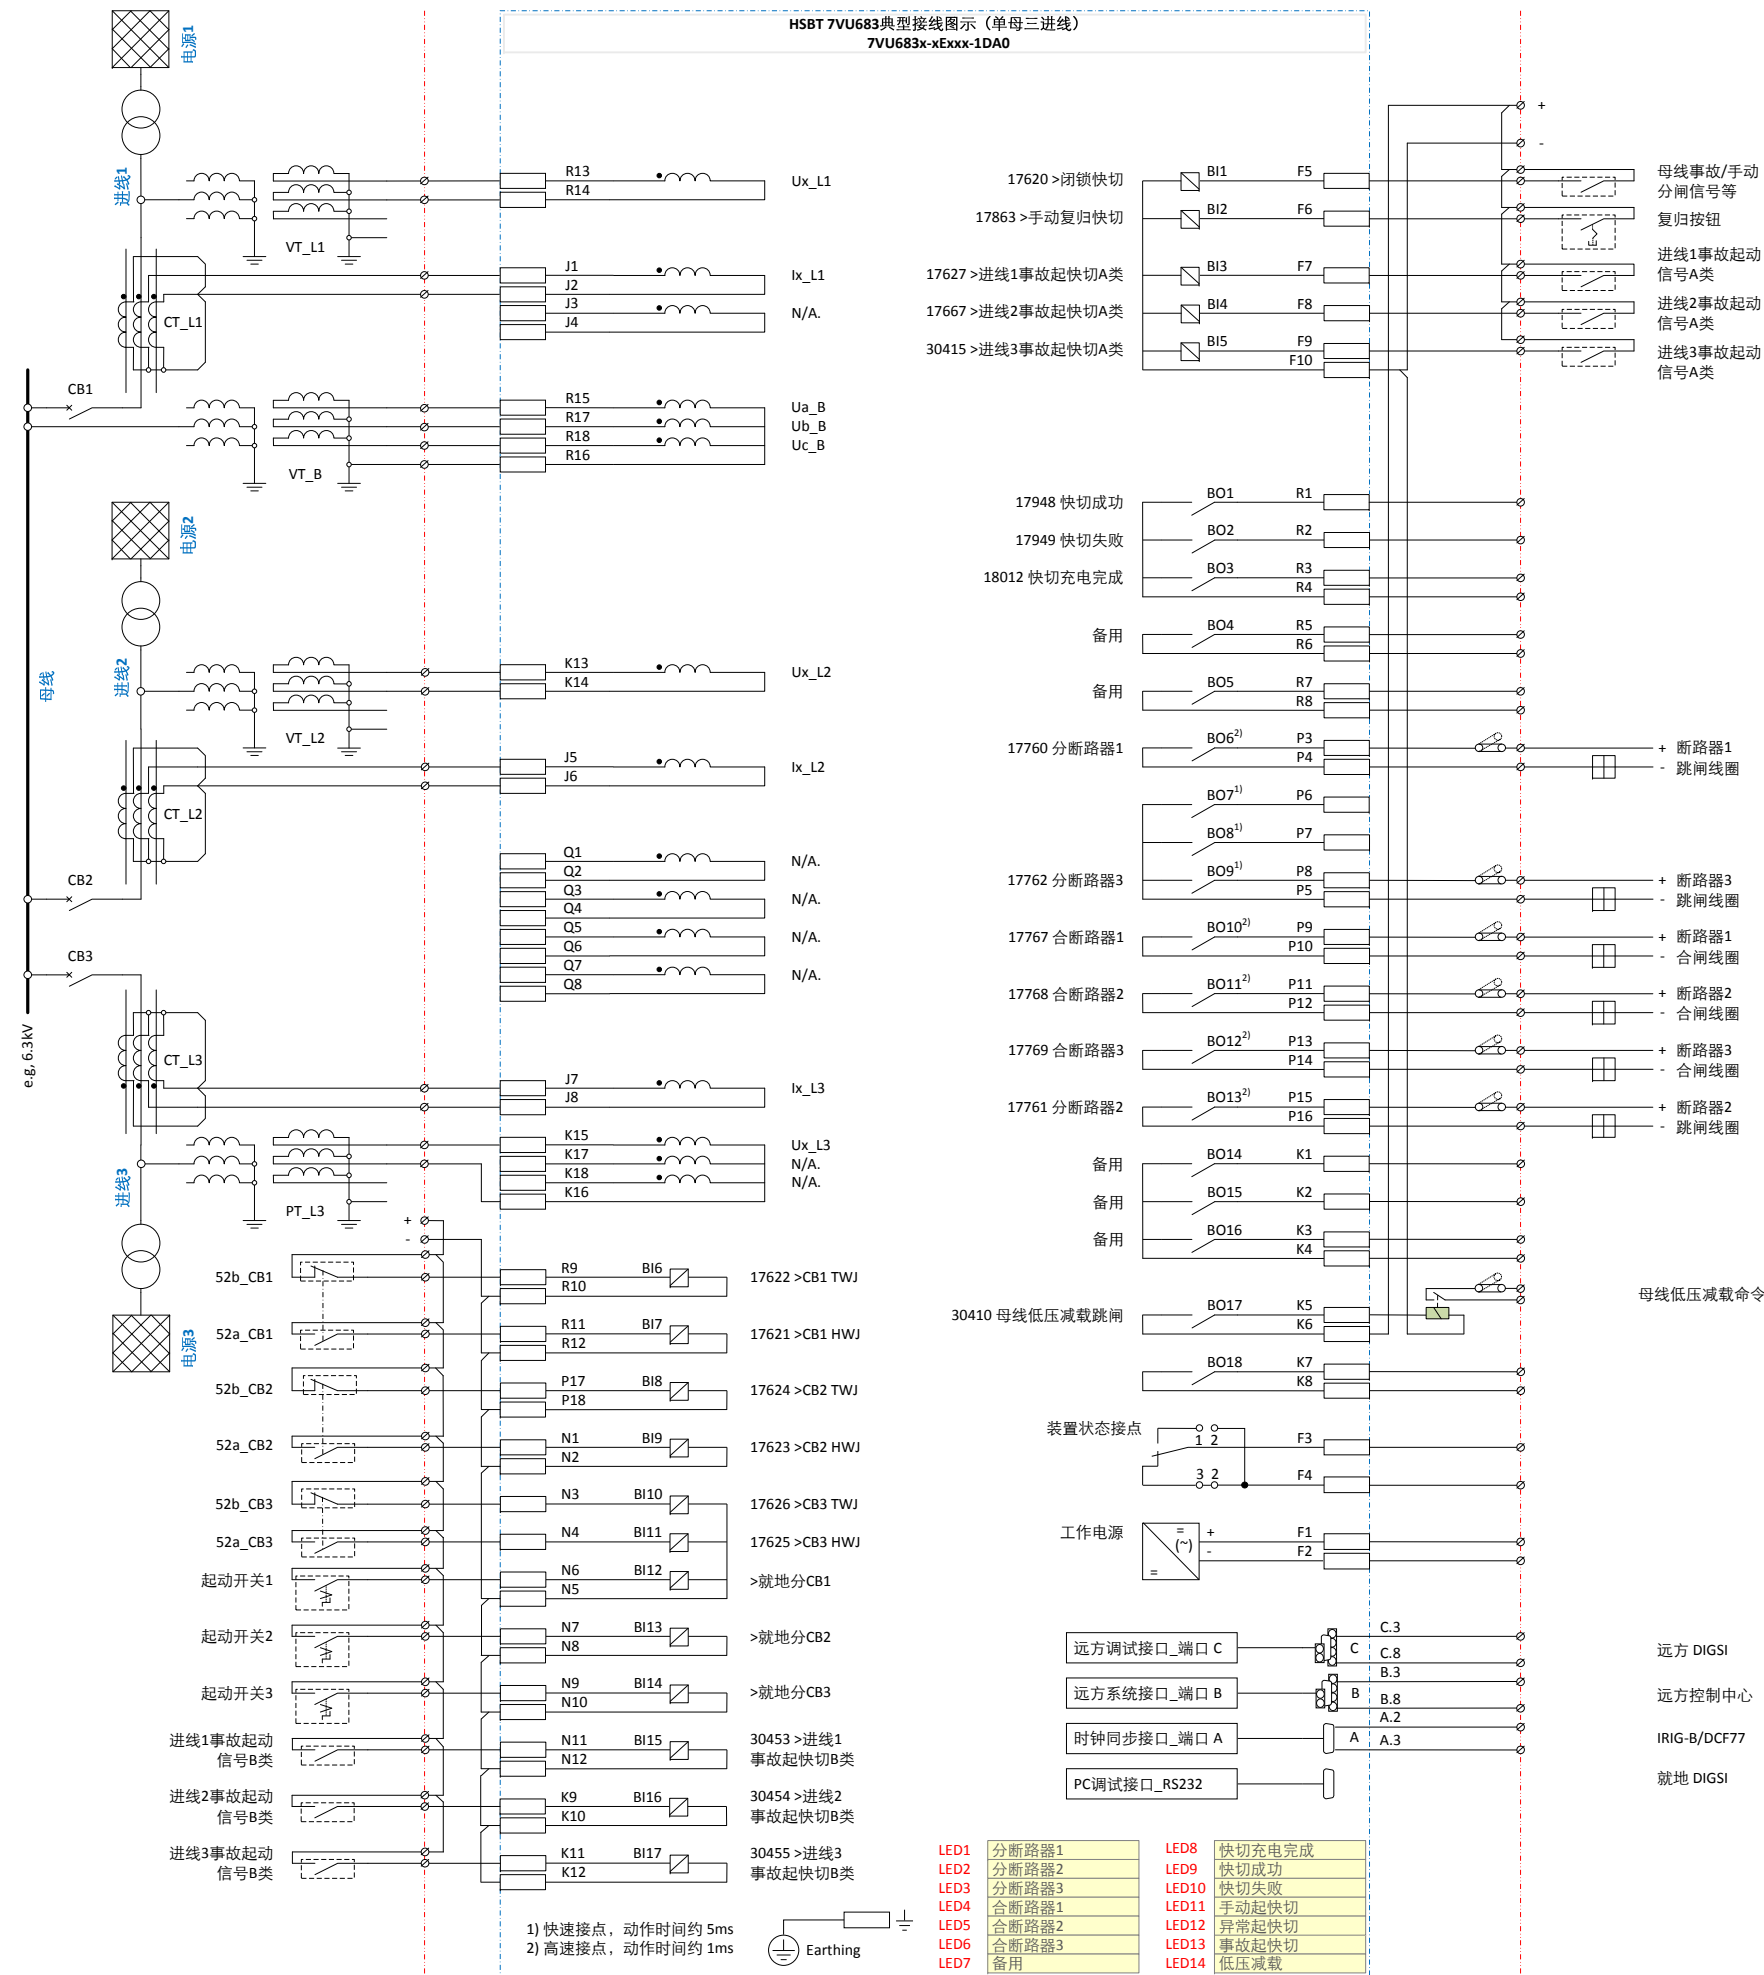 HSBT 7VU683典型接线图示（单母三进线）
7VU683x-xExxx-1DA0
电源1
进线1
VT_L1
CT_L1
CB1
VT_B
电源2
进线2
母线
VT_L2
CT_L2
CB2
CB3
e.g, 6.3kV
CT_L3
进线3
PT_L3
电源3
R13
R14
Ux_L1
J1
J2
Ix_L1
J3
J4
N/A.
R15
Ua_B
R17
Ub_B
R18
Uc_B
R16
K13
K14
Ux_L2
J5
J6
Ix_L2
Q1
Q2
N/A.
Q3
Q4
N/A.
Q5
Q6
N/A.
Q7
Q8
N/A.
J7
J8
Ix_L3
K15
Ux_L3
K17
N/A.
K18
N/A.
K16
+
-
52b_CB1 R9 BI6 17622 >CB1 TWJ
R10
52a_CB1 R11 BI7 17621 >CB1 HWJ
R12
52b_CB2 P17 BI8 17624 >CB2 TWJ
P18
52a_CB2 N1 BI9 17623 >CB2 HWJ
N2
52b_CB3 N3 BI10 17626 >CB3 TWJ
52a_CB3 N4 BI11 17625 >CB3 HWJ
起动开关1 N6 BI12 >就地分CB1
N5
起动开关2 N7 BI13 >就地分CB2
N8
起动开关3 N9 BI14 >就地分CB3
N10
进线1事故起动
信号B类
N11 BI15
N12
30453 >进线1
事故起快切B类
进线2事故起动
信号B类
K9 BI16
K10
30454 >进线2
事故起快切B类
进线3事故起动
信号B类
K11 BI17
K12
30455 >进线3
事故起快切B类
1) 快速接点，动作时间约 5ms
2) 高速接点，动作时间约 1ms
Earthing
+
-
17620 >闭锁快切 BI1 F5
母线事故/手动
分闸信号等
17863 >手动复归快切 BI2 F6 复归按钮
17627 >进线1事故起快切A类 BI3 F7
进线1事故起动
信号A类
17667 >进线2事故起快切A类 BI4 F8
进线2事故起动
信号A类
30415 >进线3事故起快切A类 BI5 F9
F10
进线3事故起动
信号A类
17948 快切成功 BO1 R1
17949 快切失败 BO2 R2
18012 快切充电完成 BO3 R3
R4
备用 BO4 R5
R6
备用 BO5 R7
R8
17760 分断路器1 BO6²⁾ P3 + 断路器1
P4 - 跳闸线圈
BO7¹⁾ P6
BO8¹⁾ P7
17762 分断路器3 BO9¹⁾ P8 + 断路器3
P5 - 跳闸线圈
17767 合断路器1 BO10²⁾ P9 + 断路器1
P10 - 合闸线圈
17768 合断路器2 BO11²⁾ P11 + 断路器2
P12 - 合闸线圈
17769 合断路器3 BO12²⁾ P13 + 断路器3
P14 - 合闸线圈
17761 分断路器2 BO13²⁾ P15 + 断路器2
P16 - 跳闸线圈
备用 BO14 K1
备用 BO15 K2
备用 BO16 K3
K4
母线低压减载命令
30410 母线低压减载跳闸 BO17 K5
K6
BO18 K7
K8
装置状态接点
1 2 F3
3 2 F4
工作电源 = (~) = + F1
- F2
远方调试接口_端口 C C C.3
C.8
远方 DIGSI
远方系统接口_端口 B B B.3
B.8
远方控制中心
时钟同步接口_端口 A A A.2
A.3
IRIG-B/DCF77
PC调试接口_RS232 就地 DIGSI
LED1 分断路器1 LED8 快切充电完成
LED2 分断路器2 LED9 快切成功
LED3 分断路器3 LED10 快切失败
LED4 合断路器1 LED11 手动起快切
LED5 合断路器2 LED12 异常起快切
LED6 合断路器3 LED13 事故起快切
LED7 备用 LED14 低压减载